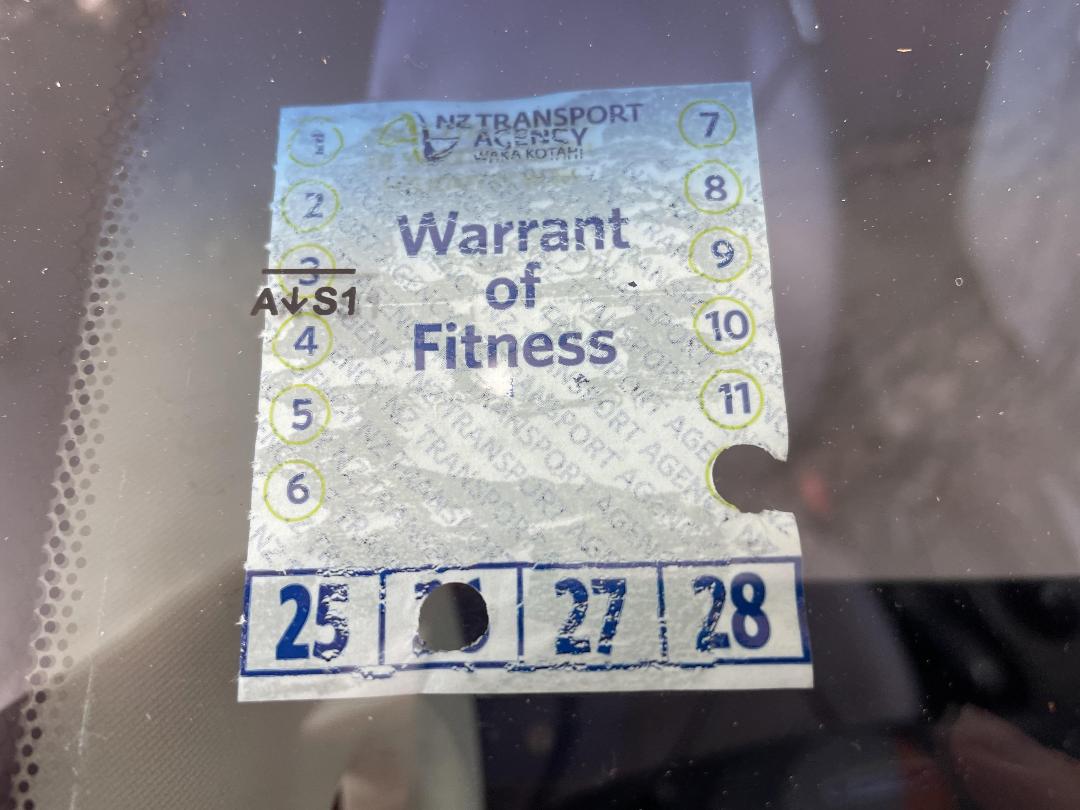 NZ TRANSPORT
AGENCY
WAKA KOTAHI
Warrant
of
Fitness
1
2
3
4
5
6
7
8
9
10
11
A↓S1
25
27
28